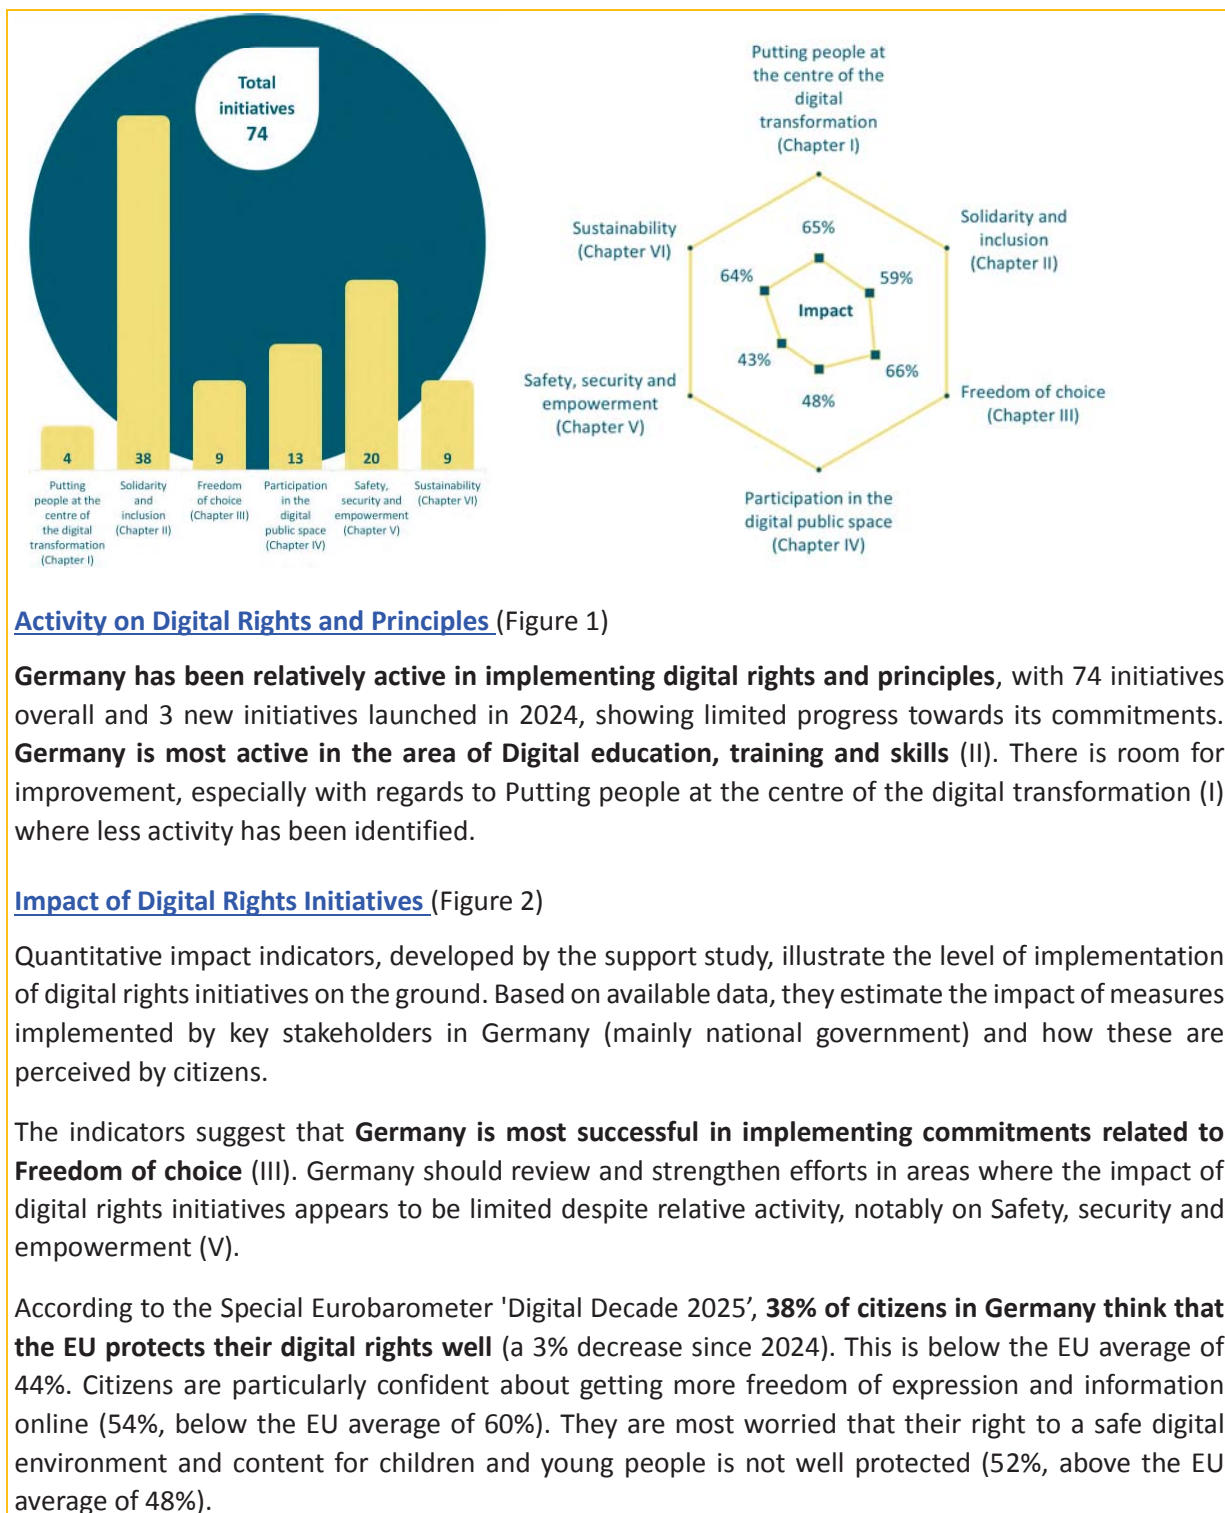 Total
initiatives
74
4
38
9
13
20
9
Putting
people at the
centre of
the digital
transformation
(Chapter I)
Solidarity
and
inclusion
(Chapter II)
Freedom
of choice
(Chapter III)
Participation
in the
digital
public space
(Chapter IV)
Safety,
security and
empowerment
(Chapter V)
Sustainability
(Chapter VI)
Putting people at
the centre of the
digital
transformation
(Chapter I)
Solidarity and
inclusion
(Chapter II)
Freedom of choice
(Chapter III)
Participation in the
digital public space
(Chapter IV)
Safety, security and
empowerment
(Chapter V)
Sustainability
(Chapter VI)
65%
59%
66%
48%
43%
64%
Impact
Activity on Digital Rights and Principles (Figure 1)
Germany has been relatively active in implementing digital rights and principles, with 74 initiatives
overall and 3 new initiatives launched in 2024, showing limited progress towards its commitments.
Germany is most active in the area of Digital education, training and skills (II). There is room for
improvement, especially with regards to Putting people at the centre of the digital transformation (I)
where less activity has been identified.
Impact of Digital Rights Initiatives (Figure 2)
Quantitative impact indicators, developed by the support study, illustrate the level of implementation
of digital rights initiatives on the ground. Based on available data, they estimate the impact of measures
implemented by key stakeholders in Germany (mainly national government) and how these are
perceived by citizens.
The indicators suggest that Germany is most successful in implementing commitments related to
Freedom of choice (III). Germany should review and strengthen efforts in areas where the impact of
digital rights initiatives appears to be limited despite relative activity, notably on Safety, security and
empowerment (V).
According to the Special Eurobarometer 'Digital Decade 2025’, 38% of citizens in Germany think that
the EU protects their digital rights well (a 3% decrease since 2024). This is below the EU average of
44%. Citizens are particularly confident about getting more freedom of expression and information
online (54%, below the EU average of 60%). They are most worried that their right to a safe digital
environment and content for children and young people is not well protected (52%, above the EU
average of 48%).